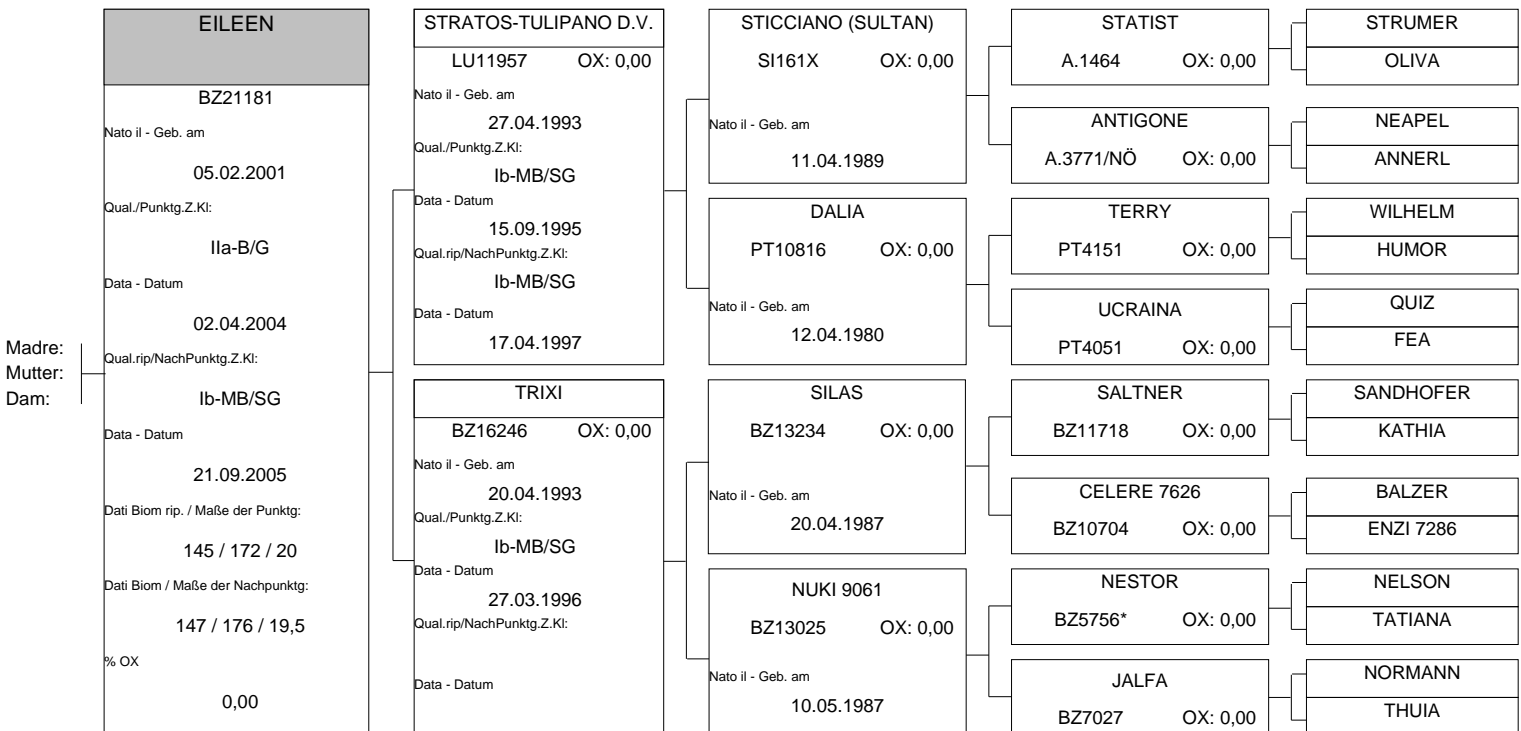 Madre:
Mutter:
Dam:
EILEEN
BZ21181
Nato il - Geb. am
05.02.2001
Qual./Punktg.Z.Kl:
IIa-B/G
Data - Datum
02.04.2004
Qual.rip/NachPunktg.Z.Kl:
Ib-MB/SG
Data - Datum
21.09.2005
Dati Biom rip. / Maße der Punktg:
145 / 172 / 20
Dati Biom / Maße der Nachpunktg:
147 / 176 / 19,5
% OX
0,00
STRATOS-TULIPANO D.V.
LU11957 OX: 0,00
Nato il - Geb. am
27.04.1993
Qual./Punktg.Z.Kl:
Ib-MB/SG
Data - Datum
15.09.1995
Qual.rip/NachPunktg.Z.Kl:
Ib-MB/SG
Data - Datum
17.04.1997
TRIXI
BZ16246 OX: 0,00
Nato il - Geb. am
20.04.1993
Qual./Punktg.Z.Kl:
Ib-MB/SG
Data - Datum
27.03.1996
Qual.rip/NachPunktg.Z.Kl:
Data - Datum
STICCIANO (SULTAN)
SI161X OX: 0,00
Nato il - Geb. am
11.04.1989
DALIA
PT10816 OX: 0,00
Nato il - Geb. am
12.04.1980
SILAS
BZ13234 OX: 0,00
Nato il - Geb. am
20.04.1987
NUKI 9061
BZ13025 OX: 0,00
Nato il - Geb. am
10.05.1987
STATIST
A.1464 OX: 0,00
ANTIGONE
A.3771/NÖ OX: 0,00
TERRY
PT4151 OX: 0,00
UCRAINA
PT4051 OX: 0,00
SALTNER
BZ11718 OX: 0,00
CELERE 7626
BZ10704 OX: 0,00
NESTOR
BZ5756* OX: 0,00
JALFA
BZ7027 OX: 0,00
STRUMER
OLIVA
NEAPEL
ANNERL
WILHELM
HUMOR
QUIZ
FEA
SANDHOFER
KATHIA
BALZER
ENZI 7286
NELSON
TATIANA
NORMANN
THUIA